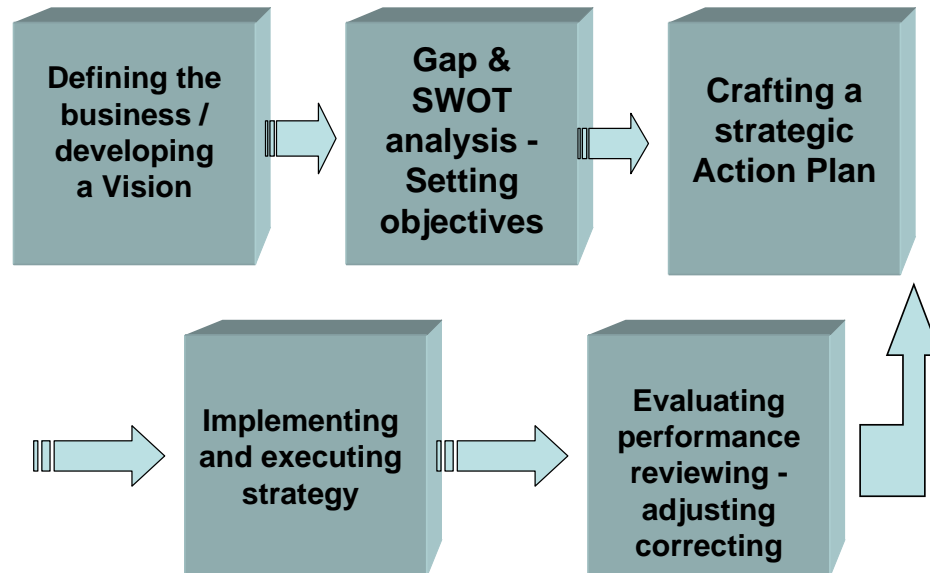 Defining the
business /
developing
a Vision
Gap &
SWOT
analysis -
Setting
objectives
Crafting a
strategic
Action Plan
Implementing
and executing
strategy
Evaluating
performance
reviewing -
adjusting
correcting